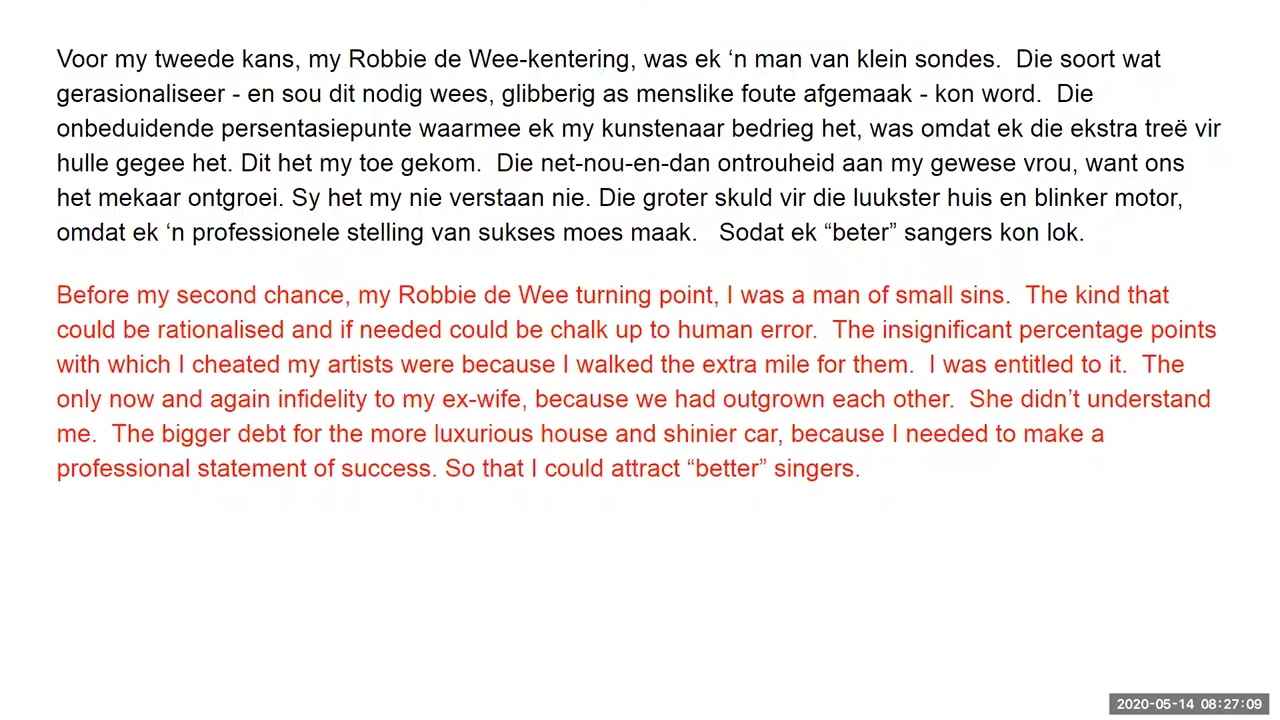 Voor my tweede kans, my Robbie de Wee-kentering, was ek ‘n man van klein sondes.  Die soort wat
gerasionaliseer - en sou dit nodig wees, glibberig as menslike foute afgemaak - kon word.  Die
onbeduidende persentasiepunte waarmee ek my kunstenaar bedrieg het, was omdat ek die ekstra treë vir
hulle gegee het. Dit het my toe gekom.  Die net-nou-en-dan ontrouheid aan my gewese vrou, want ons
het mekaar ontgroei. Sy het my nie verstaan nie. Die groter skuld vir die luukster huis en blinker motor,
omdat ek ‘n professionele stelling van sukses moes maak.   Sodat ek “beter” sangers kon lok.
Before my second chance, my Robbie de Wee turning point, I was a man of small sins.  The kind that
could be rationalised and if needed could be chalk up to human error.  The insignificant percentage points
with which I cheated my artists were because I walked the extra mile for them.  I was entitled to it.  The
only now and again infidelity to my ex-wife, because we had outgrown each other.  She didn’t understand
me.  The bigger debt for the more luxurious house and shinier car, because I needed to make a
professional statement of success. So that I could attract “better” singers.
2020-05-14 08:27:09